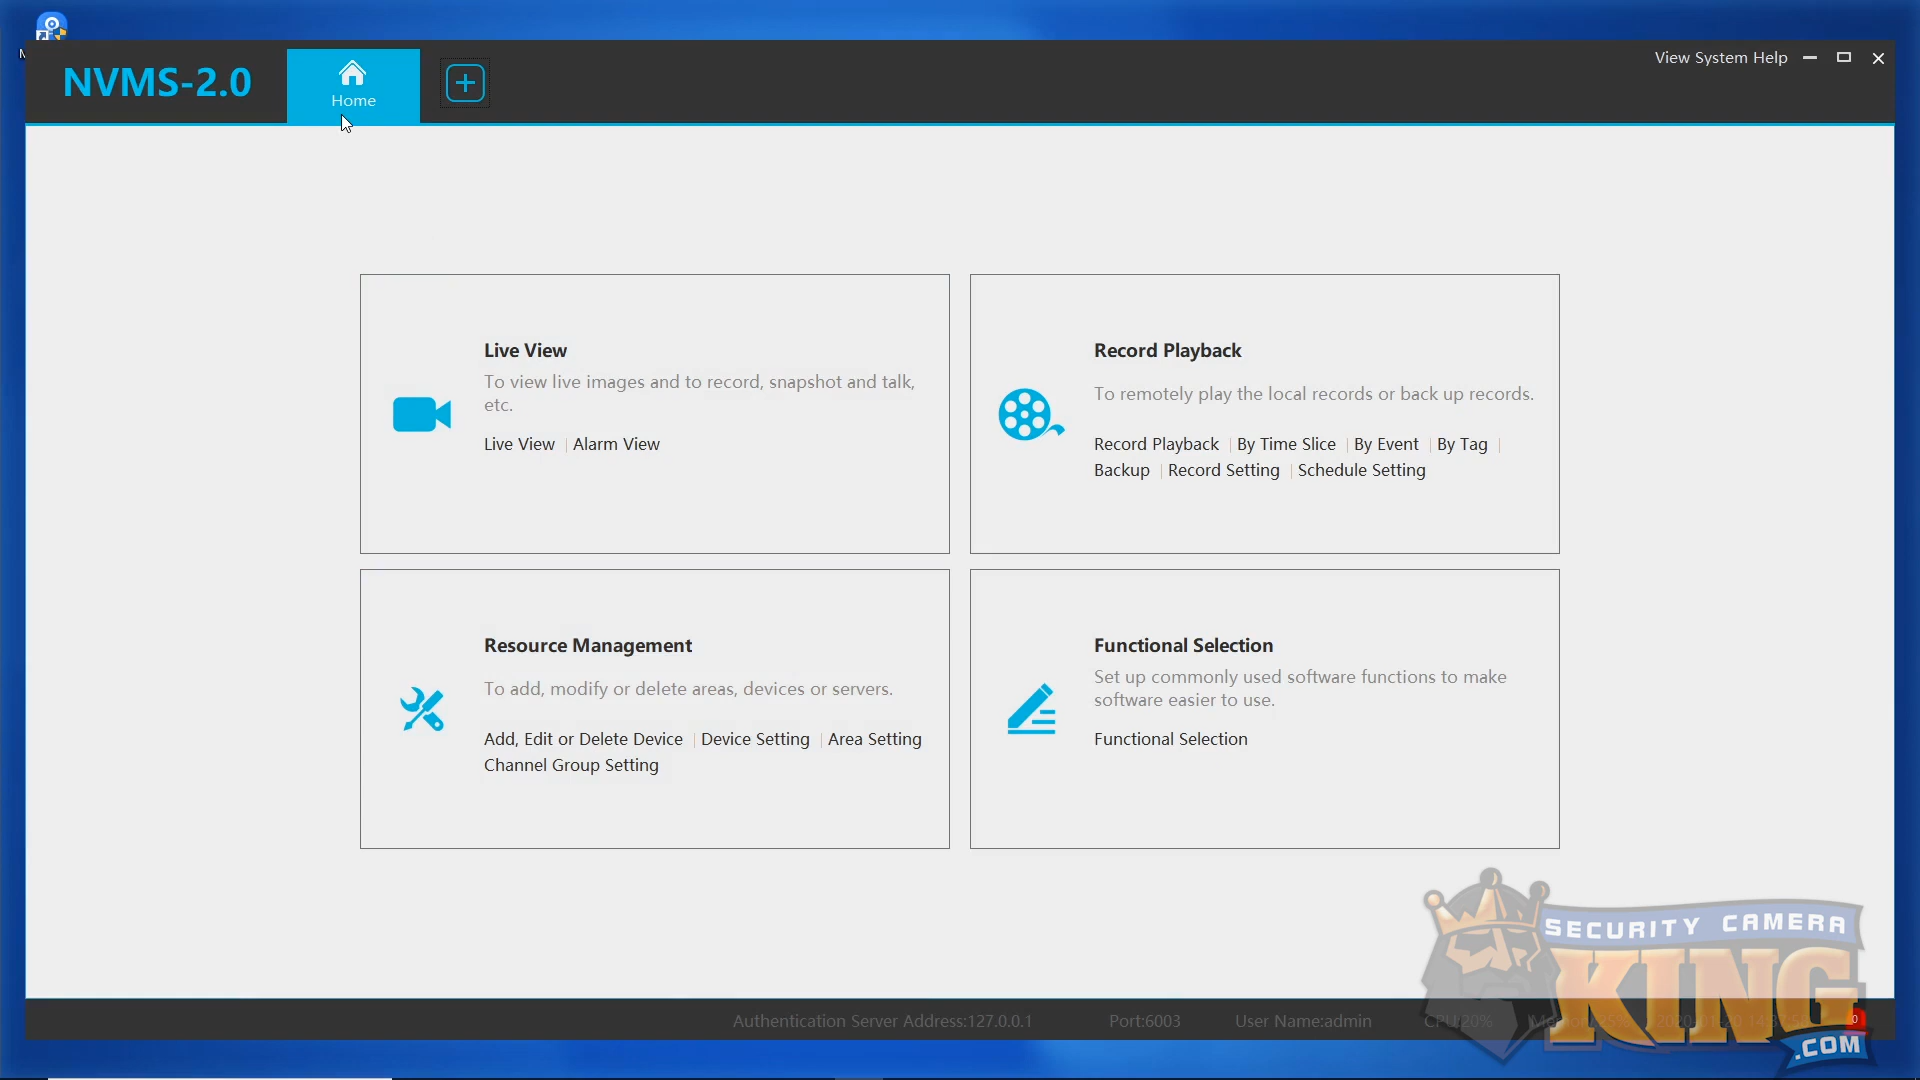 View System Help
NVMS-2.0
Home
Live View
To view live images and to record, snapshot and talk,
etc.
Live View | Alarm View
Record Playback
To remotely play the local records or back up records.
Record Playback | By Time Slice | By Event | By Tag |
Backup | Record Setting | Schedule Setting
Resource Management
To add, modify or delete areas, devices or servers.
Add, Edit or Delete Device | Device Setting | Area Setting
Channel Group Setting
Functional Selection
Set up commonly used software functions to make
software easier to use.
Functional Selection
SECURITY CAMERA
KING
.COM
Authentication Server Address:127.0.0.1 Port:6003 User Name:admin CPU:20%
0